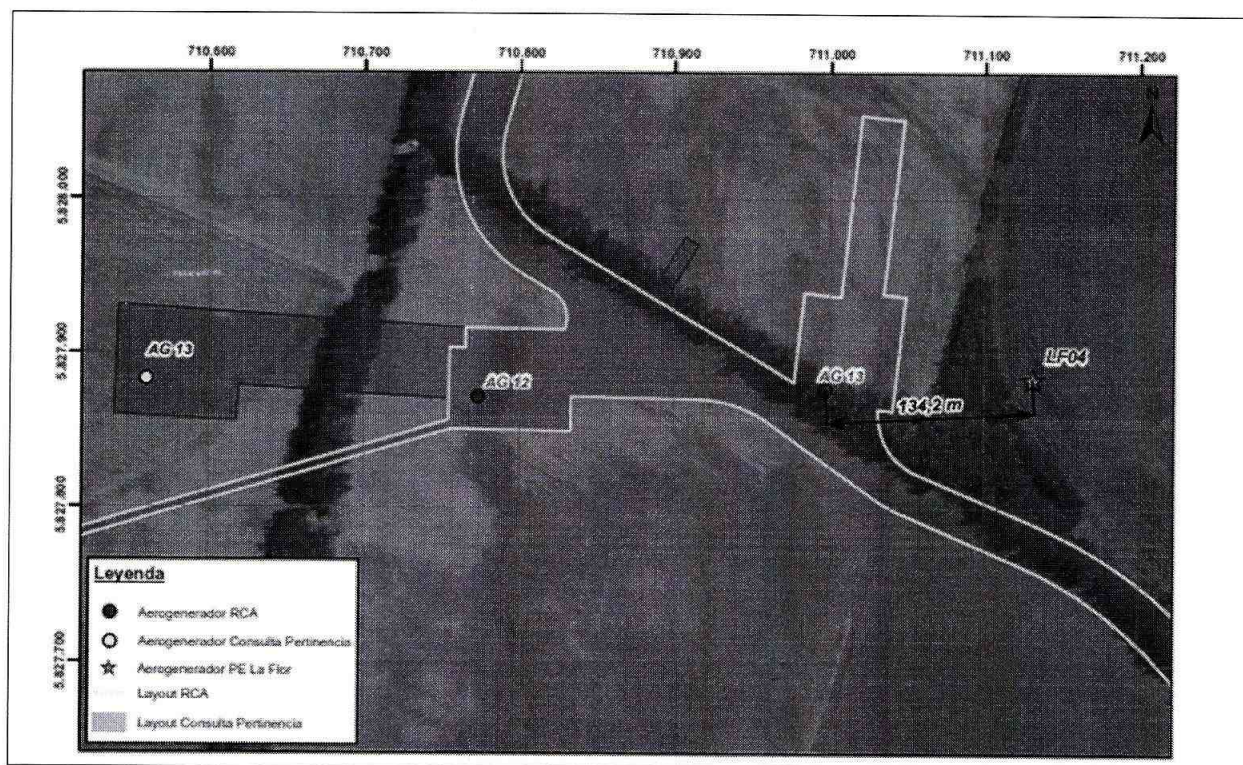 710.600 710.700 710.800 710.900 711.000 711.100 711.200
N
5.828.000
5.827.900
5.827.800
5.827.700
AG 13
AG 12
AG 13
LF04
134,2 m
Leyenda
Aerogenerador RCA
Aerogenerador Consulta Pertinencia
Aerogenerador PE La Flor
Layout RCA
Layout Consulta Pertinencia